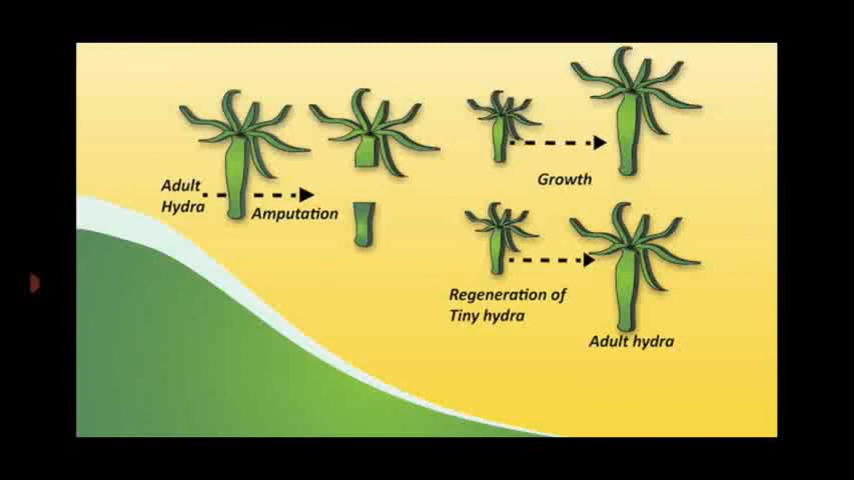 Adult
Hydra
Amputation
Growth
Regeneration of
Tiny hydra
Adult hydra